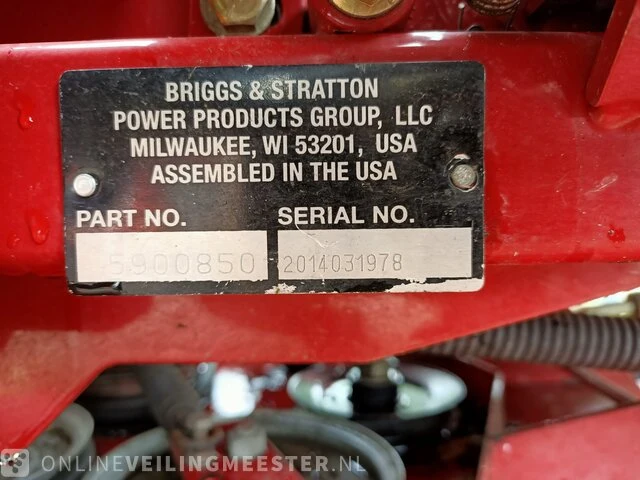 BRIGGS & STRATTON
POWER PRODUCTS GROUP, LLC
MILWAUKEE, WI 53201, USA
ASSEMBLED IN THE USA
PART NO. SERIAL NO.
5900850 2014031978
ONLINEVEILINGMEESTER.NL